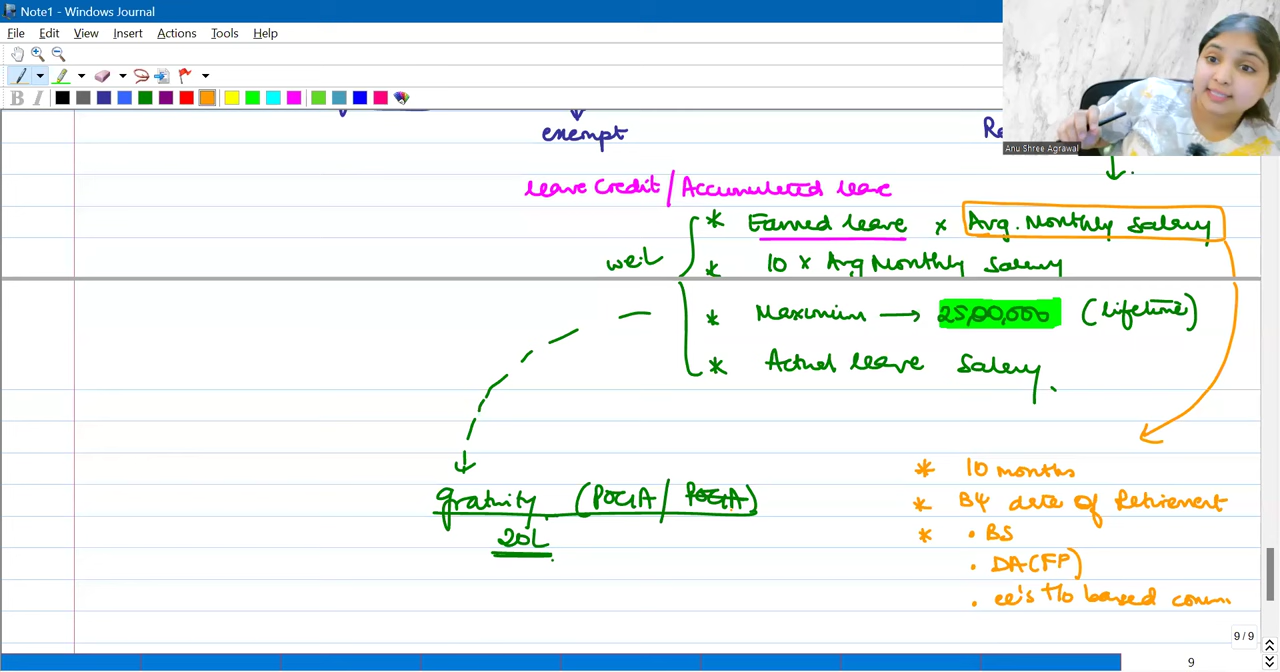 Note1 - Windows Journal
File Edit View Insert Actions Tools Help
B I
Anu Shree Agrawal
exempt
Re
leave Credit/Accumulated leave
* Earned leave x Avg. Monthly Salary
weil
* 10 x Avg Monthly Salary
* Maximum → 25,00,000 (lifetime)
* Actual leave Salary.
gratuity (POGA/POGA)
20L
* 10 months
* B4 date of Retirement
* • BS
• DA(FP)
• ee's t/o based comm
9/9
9